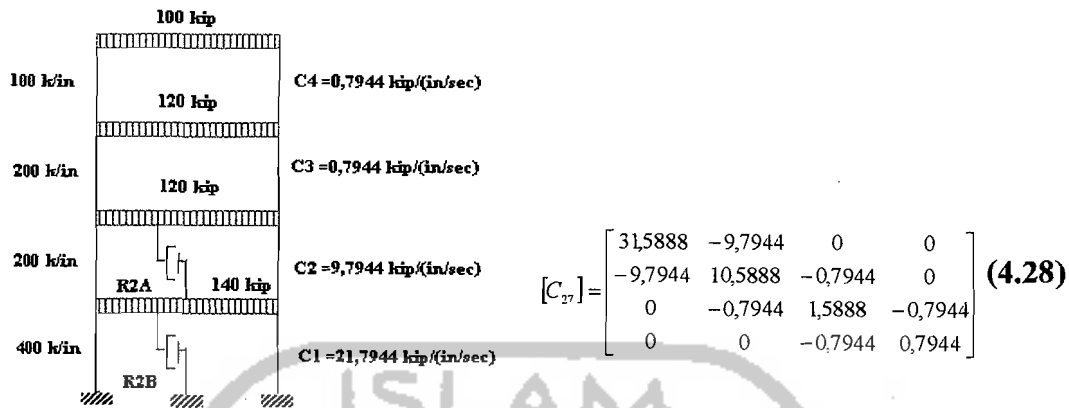 100 kip
100 k/in
C4 =0,7944 kip/(in/sec)
120 kip
200 k/in
C3 =0,7944 kip/(in/sec)
120 kip
200 k/in
C2 =9,7944 kip/(in/sec)
R2A
140 kip
400 k/in
C1 =21,7944 kip/(in/sec)
R2B
[C₂₇] = [31,5888 −9,7944 0 0
−9,7944 10,5888 −0,7944 0
0 −0,7944 1,5888 −0,7944
0 0 −0,7944 0,7944] (4.28)
ISLAM